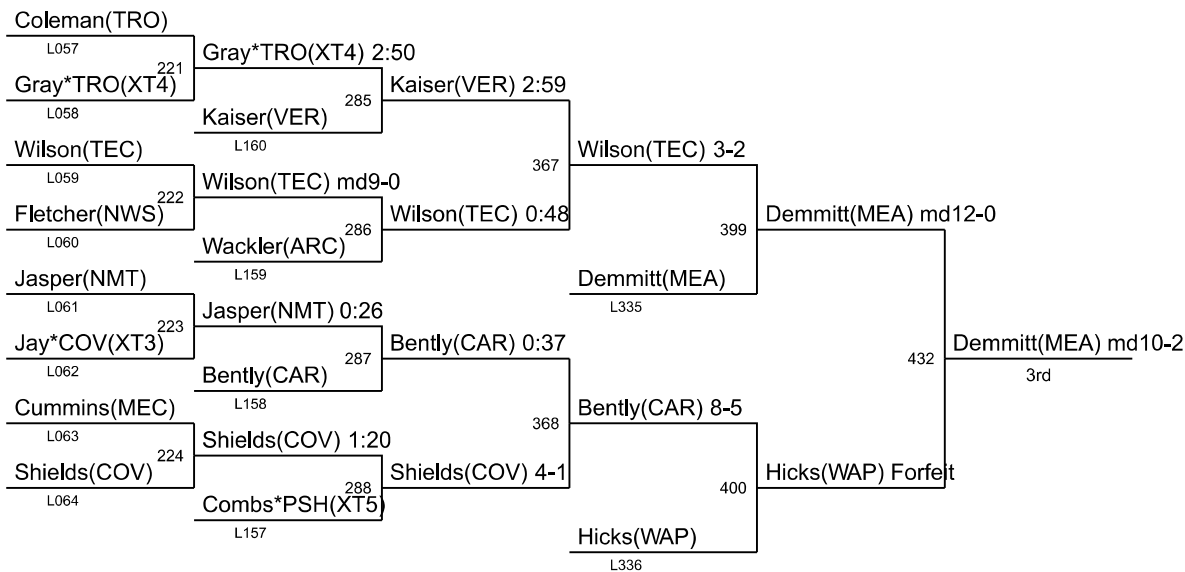 Coleman(TRO)
L057
221
Gray*TRO(XT4) 2:50
Gray*TRO(XT4)
L058
285
Kaiser(VER) 2:59
Kaiser(VER)
L160
Wilson(TEC)
L059
367
Wilson(TEC) 3-2
222
Wilson(TEC) md9-0
Fletcher(NWS)
L060
286
Wilson(TEC) 0:48
Wackler(ARC)
L159
399
Demmitt(MEA) md12-0
Jasper(NMT)
L061
Demmitt(MEA)
L335
223
Jasper(NMT) 0:26
Jay*COV(XT3)
L062
287
Bently(CAR) 0:37
Bently(CAR)
L158
432
Demmitt(MEA) md10-2
3rd
Cummins(MEC)
L063
368
Bently(CAR) 8-5
224
Shields(COV) 1:20
Shields(COV)
L064
288
Shields(COV) 4-1
Combs*PSH(XT5)
L157
400
Hicks(WAP) Forfeit
Hicks(WAP)
L336